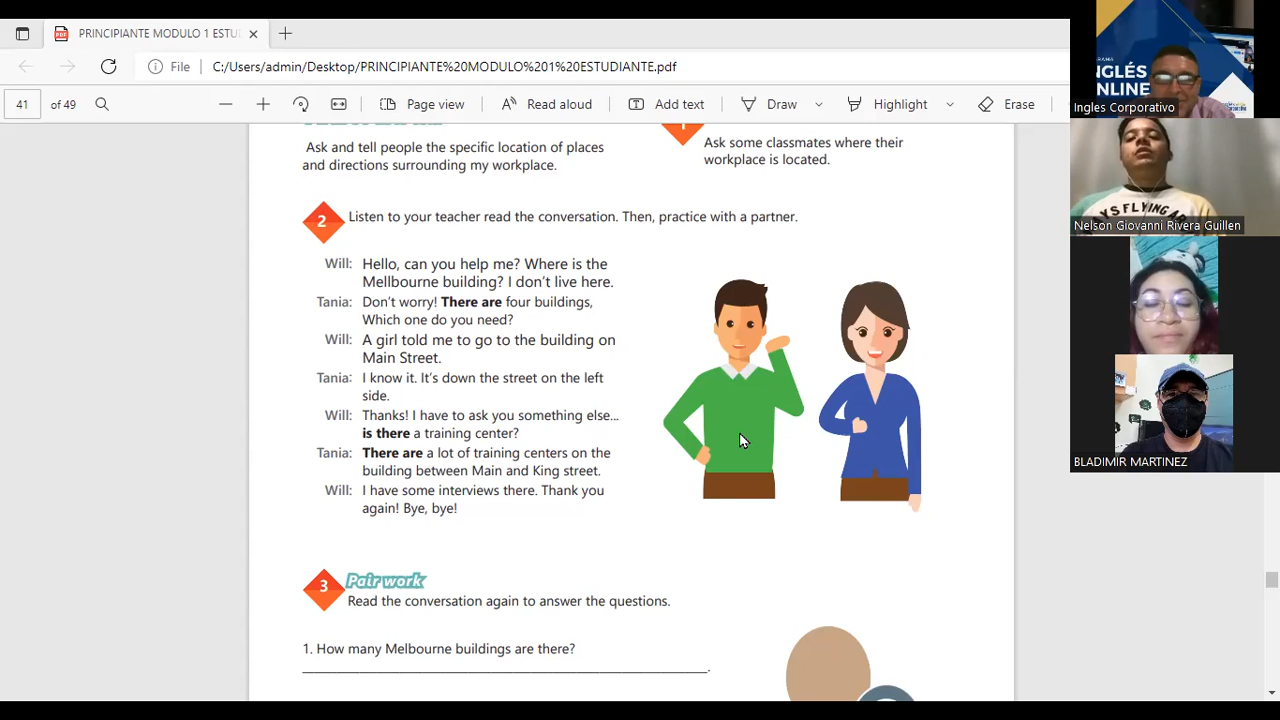 PRINCIPIANTE MODULO 1 ESTU
File
C:/Users/admin/Desktop/PRINCIPIANTE%20MODULO%201%20ESTUDIANTE.pdf
41 of 49
Page view
Read aloud
Add text
Draw
Highlight
Erase
Ask and tell people the specific location of places
and directions surrounding my workplace.
Ask some classmates where their
workplace is located.
2 Listen to your teacher read the conversation. Then, practice with a partner.
Will: Hello, can you help me? Where is the
Mellbourne building? I don't live here.
Tania: Don't worry! There are four buildings,
Which one do you need?
Will: A girl told me to go to the building on
Main Street.
Tania: I know it. It's down the street on the left
side.
Will: Thanks! I have to ask you something else...
is there a training center?
Tania: There are a lot of training centers on the
building between Main and King street.
Will: I have some interviews there. Thank you
again! Bye, bye!
3 Pair work
Read the conversation again to answer the questions.
1. How many Melbourne buildings are there?
NGLÉS
NLINE
Ingles Corporativo
Nelson Giovanni Rivera Guillen
BLADIMIR MARTINEZ